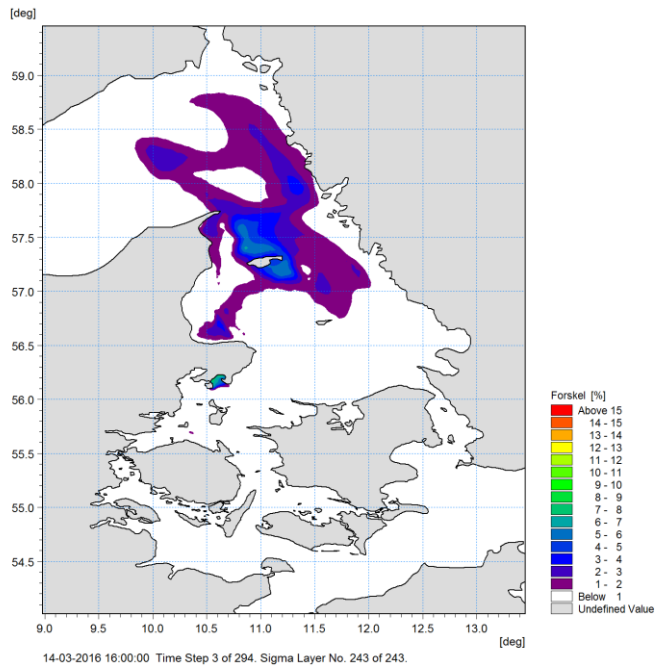 [deg]
59.0
58.5
58.0
57.5
57.0
56.5
56.0
55.5
55.0
54.5
9.0 9.5 10.0 10.5 11.0 11.5 12.0 12.5 13.0
[deg]
Forskel [%]
Above 15
14 - 15
13 - 14
12 - 13
11 - 12
10 - 11
9 - 10
8 - 9
7 - 8
6 - 7
5 - 6
4 - 5
3 - 4
2 - 3
1 - 2
Below 1
Undefined Value
14-03-2016 16:00:00 Time Step 3 of 294. Sigma Layer No. 243 of 243.